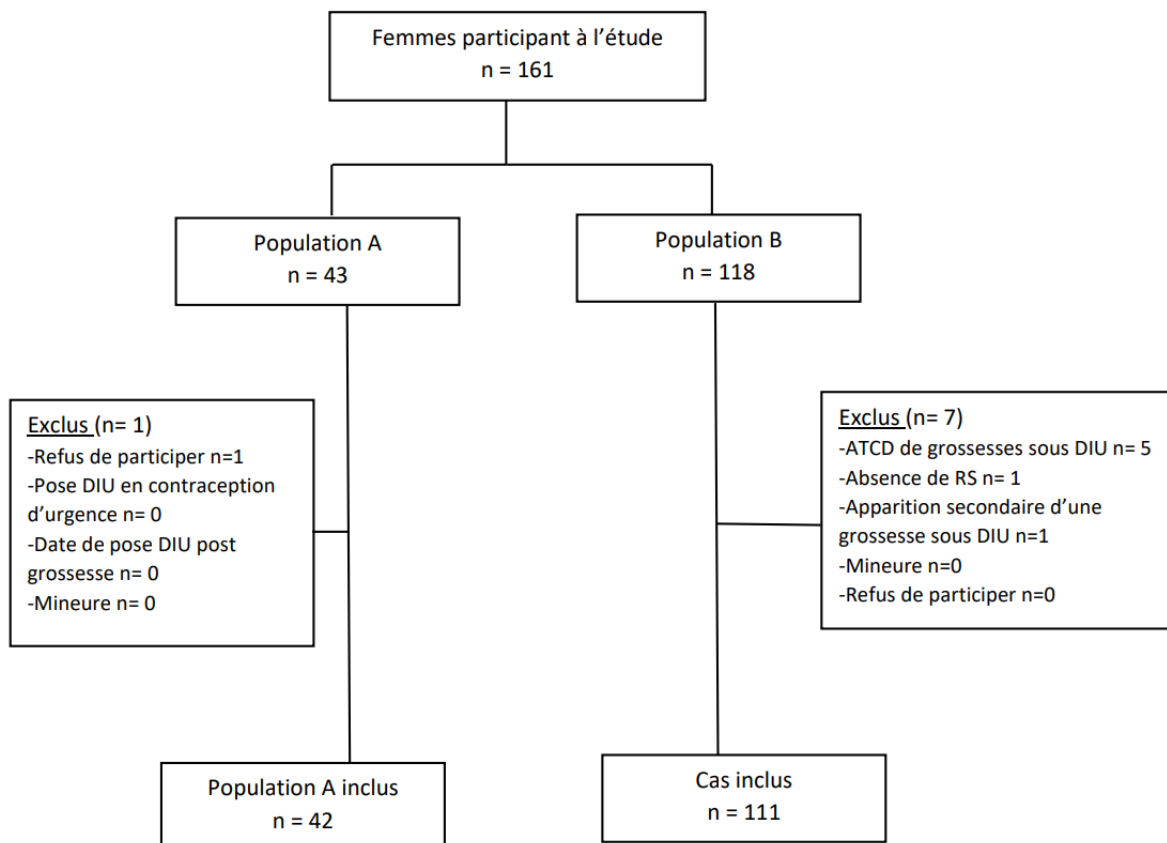 Femmes participant à l'étude
n = 161
Population A
n = 43
Population B
n = 118
Exclus (n= 1)
-Refus de participer n=1
-Pose DIU en contraception
d'urgence n= 0
-Date de pose DIU post
grossesse n= 0
-Mineure n= 0
Exclus (n= 7)
-ATCD de grossesses sous DIU n= 5
-Absence de RS n= 1
-Apparition secondaire d'une
grossesse sous DIU n=1
-Mineure n=0
-Refus de participer n=0
Population A inclus
n = 42
Cas inclus
n = 111